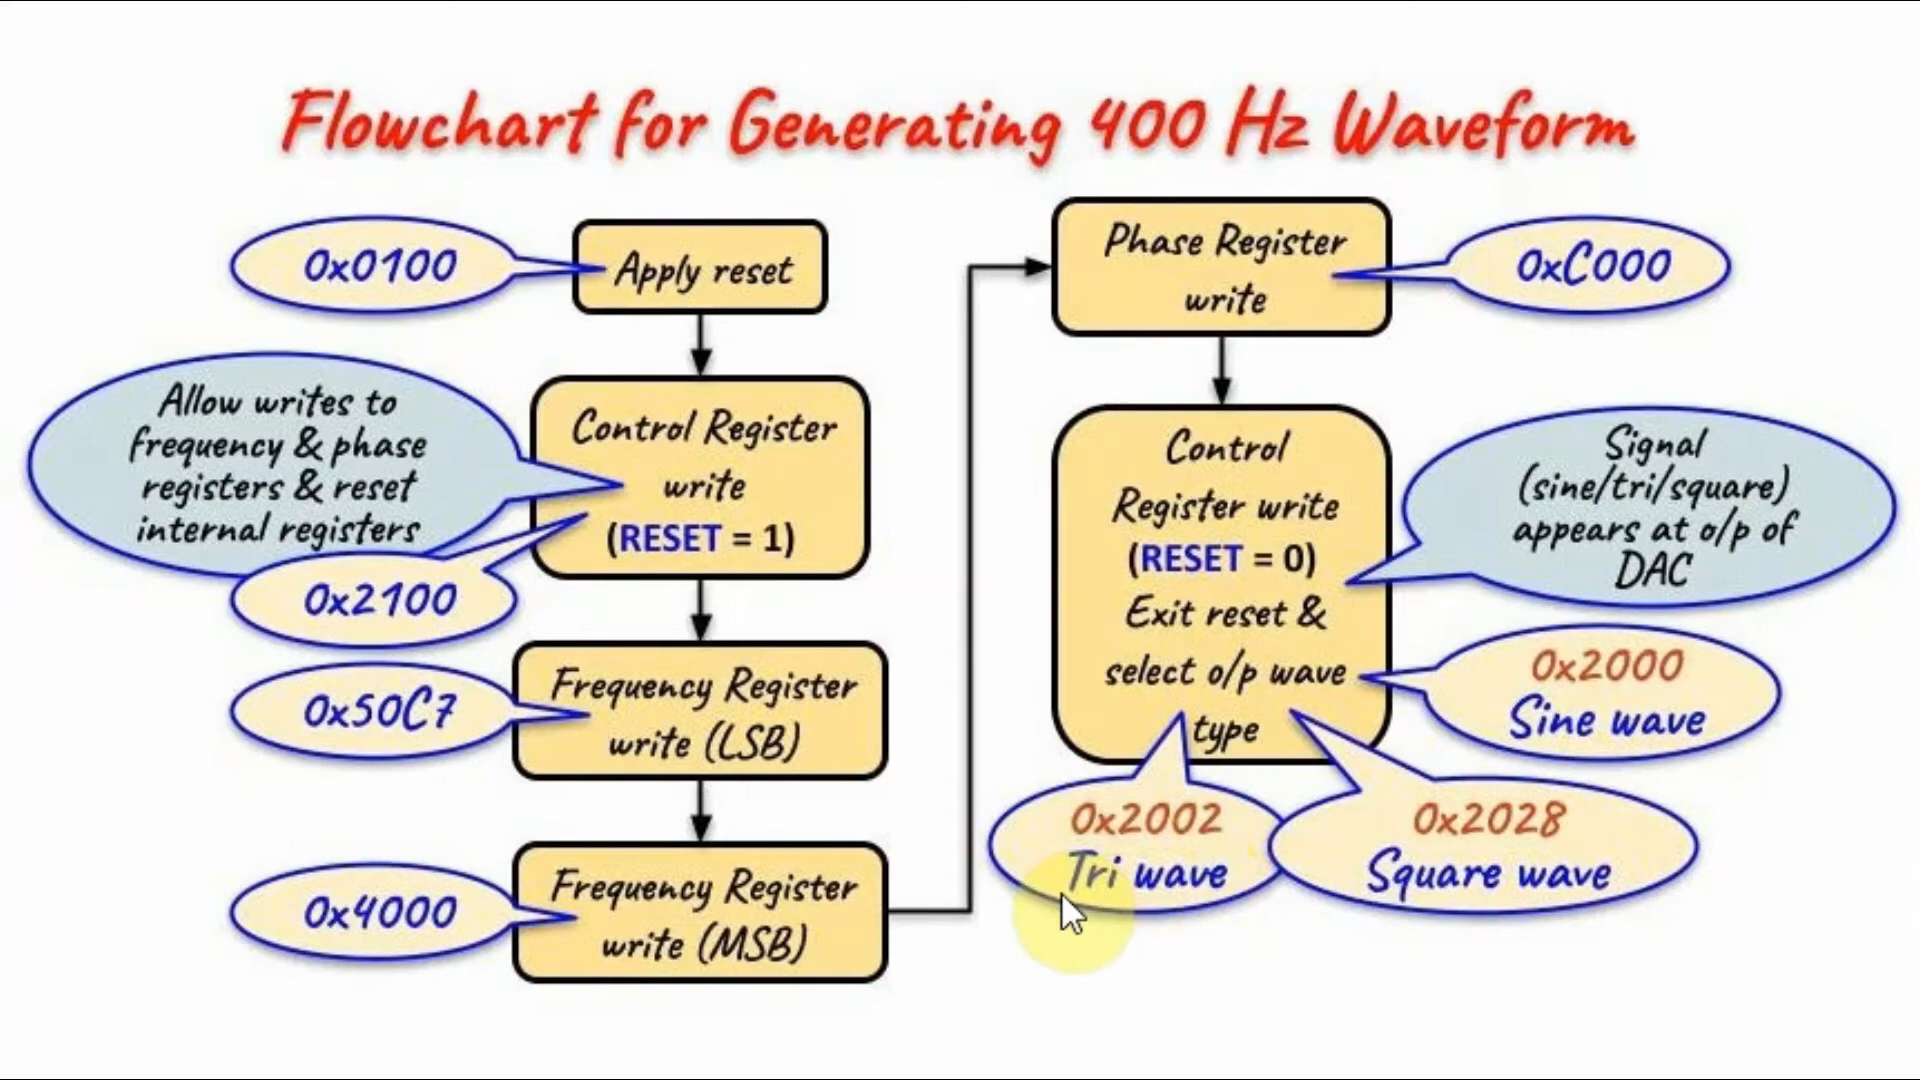 Flowchart for Generating 400 Hz Waveform
0x0100
Apply reset
Allow writes to
frequency & phase
registers & reset
internal registers
Control Register
write
(RESET = 1)
0x2100
0x50C7
Frequency Register
write (LSB)
0x4000
Frequency Register
write (MSB)
Phase Register
write
0xC000
Control
Register write
(RESET = 0)
Exit reset &
select o/p wave
type
Signal
(sine/tri/square)
appears at o/p of
DAC
0x2000
Sine wave
0x2002
Tri wave
0x2028
Square wave